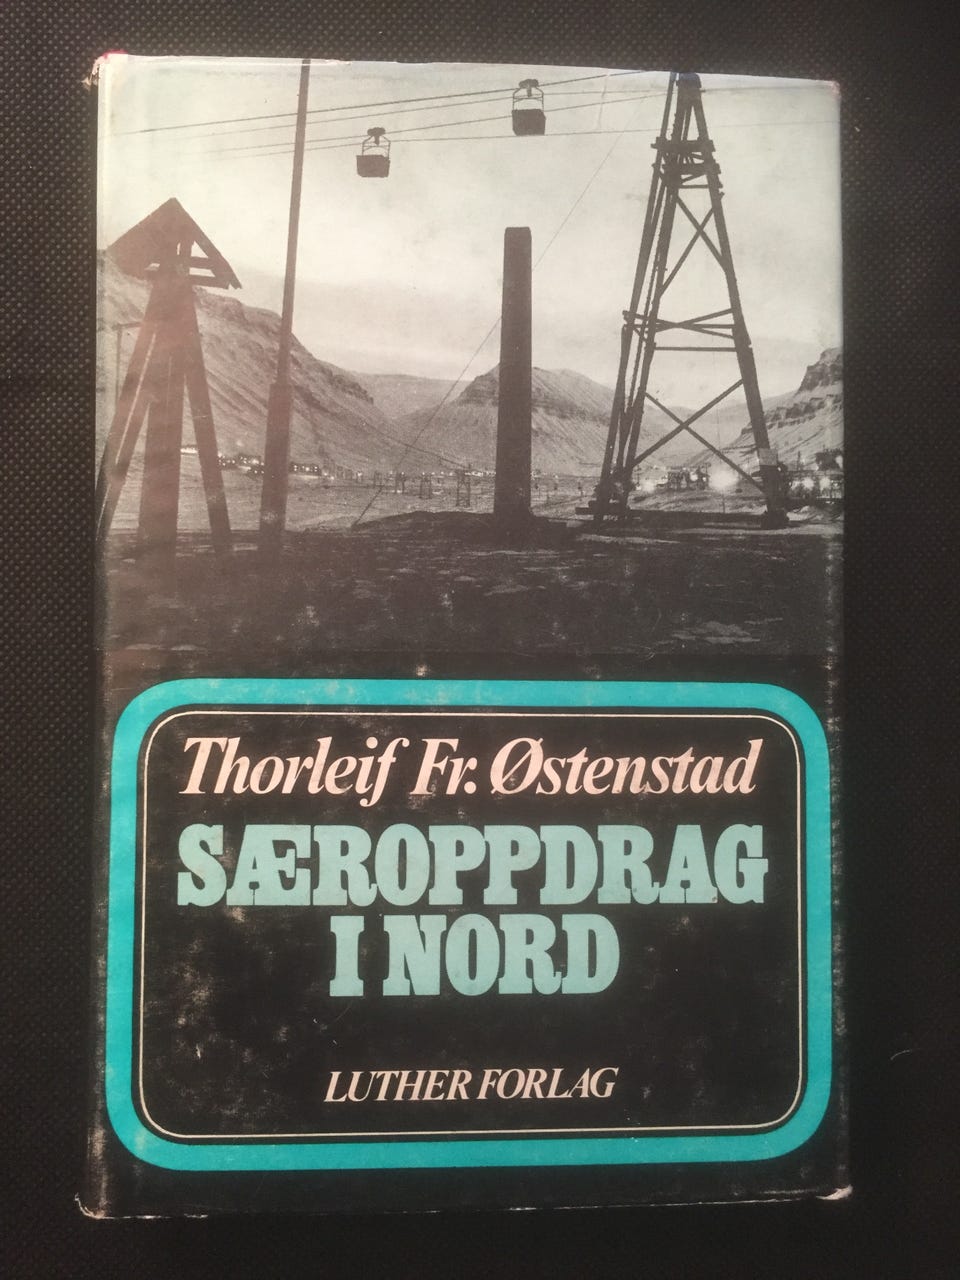 Thorleif Fr. Østenstad
SÆROPPDRAG
I NORD
LUTHER FORLAG